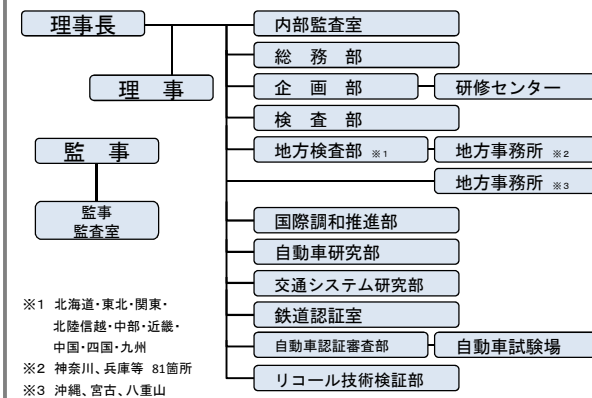 理事長
理事
監事
監事
監査室
内部監査室
総務部
企画部
研修センター
検査部
地方検査部 ※1
地方事務所 ※2
地方事務所 ※3
国際調和推進部
自動車研究部
交通システム研究部
鉄道認証室
自動車認証審査部
自動車試験場
リコール技術検証部
※1 北海道・東北・関東・
北陸信越・中部・近畿・
中国・四国・九州
※2 神奈川、兵庫等 81箇所
※3 沖縄、宮古、八重山